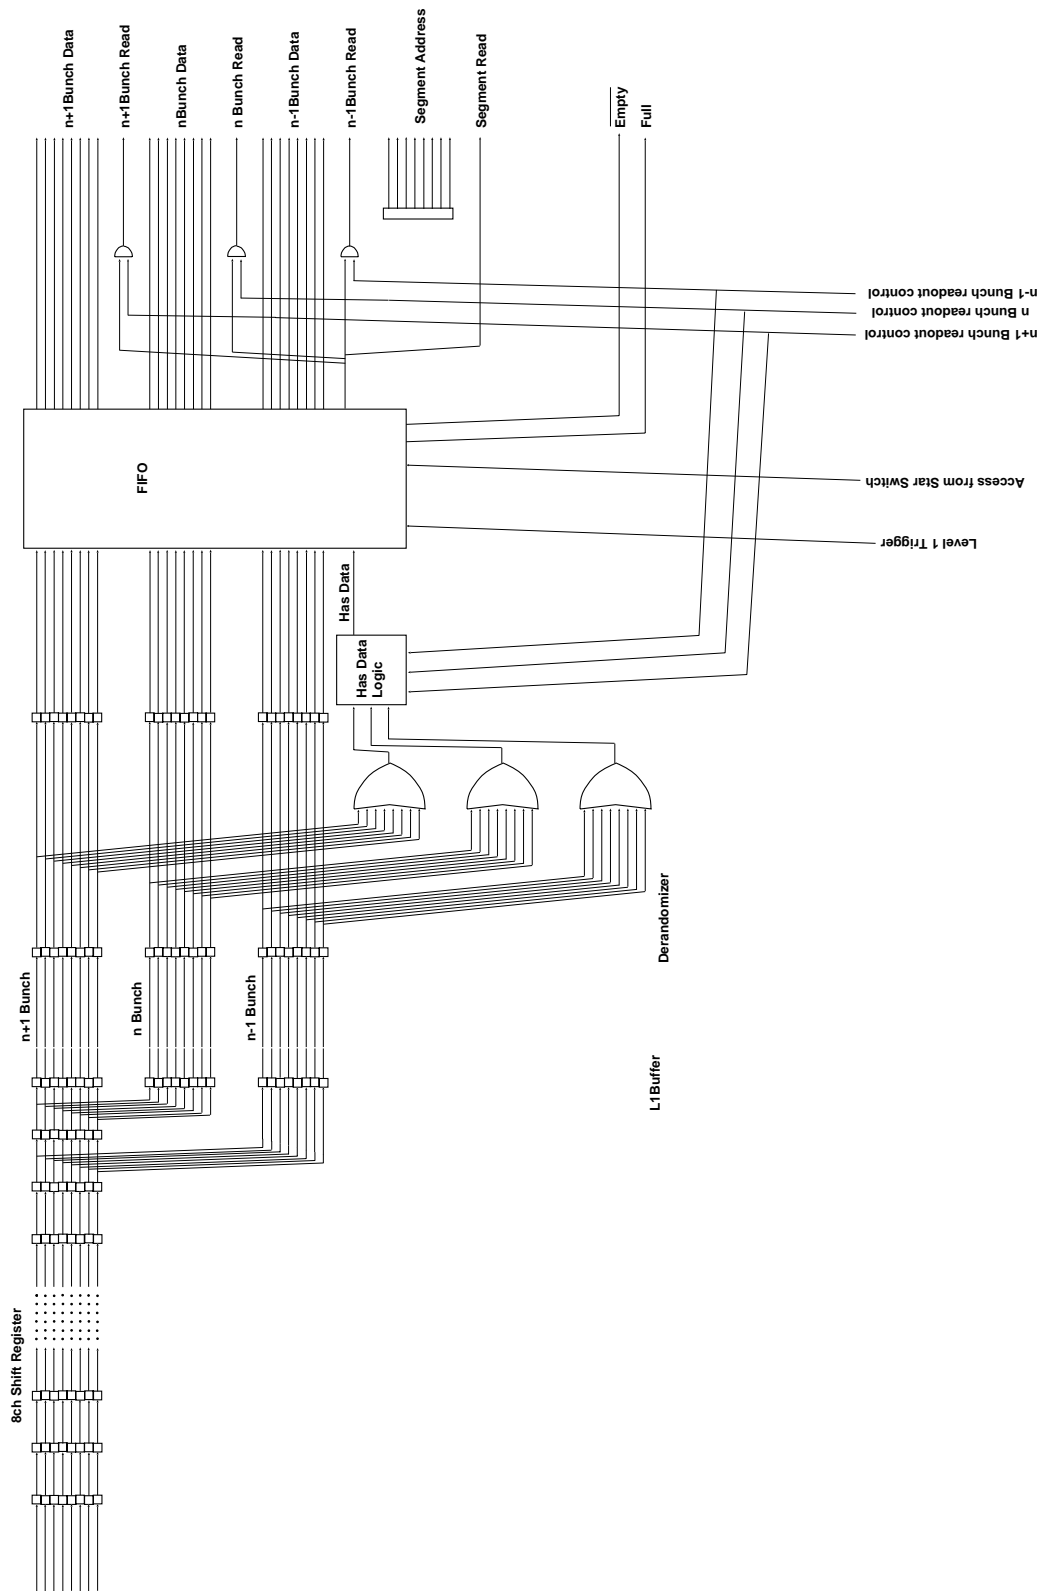 n+1Bunch Data
n+1Bunch Read
nBunch Data
n Bunch Read
n-1Bunch Data
n-1Bunch Read
Segment Address
Segment Read
Empty
Full
n-1 Bunch readout control
n Bunch readout control
n+1 Bunch readout control
FIFO
Access from Star Switch
Level 1 Trigger
Has Data
Has Data
Logic
Derandomizer
n+1 Bunch
n Bunch
n-1 Bunch
L1Buffer
8ch Shift Register